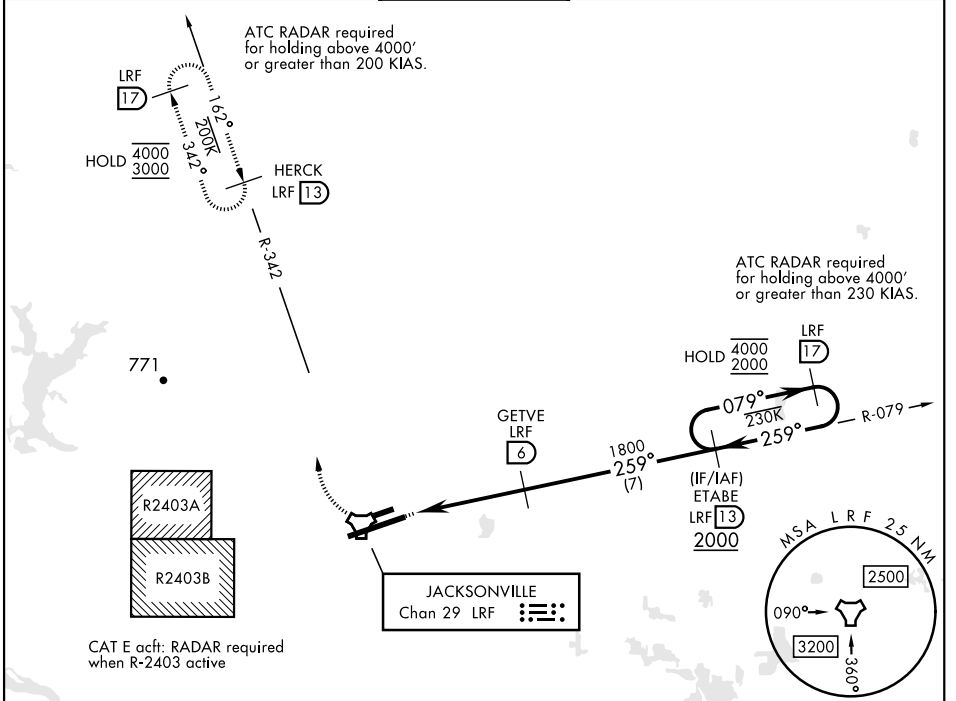 ATC RADAR required
for holding above 4000'
or greater than 200 KIAS.
LRF
17
162°
200K
342°
HOLD 4000
3000
HERCK
LRF 13
R-342
ATC RADAR required
for holding above 4000'
or greater than 230 KIAS.
771
HOLD 4000
2000
LRF
17
079°
230K
259°
R-079
GETVE
LRF
6
1800
259°
(7)
(IF/IAF)
ETABE
LRF 13
2000
R2403A
R2403B
CAT E acft: RADAR required
when R-2403 active
JACKSONVILLE
Chan 29 LRF
MSA LRF 25 NM
2500
090°
3200
360°